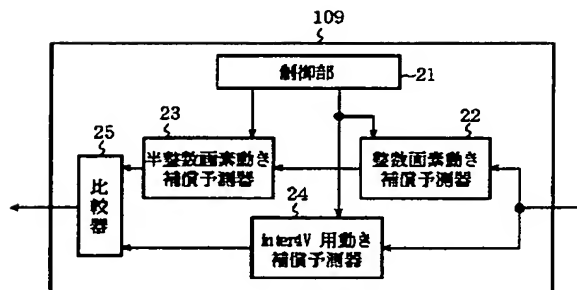 109
制御部
21
23
半整数画素動き
補償予測器
22
整数画素動き
補償予測器
25
比較器
24
inter4V 用動き
補償予測器